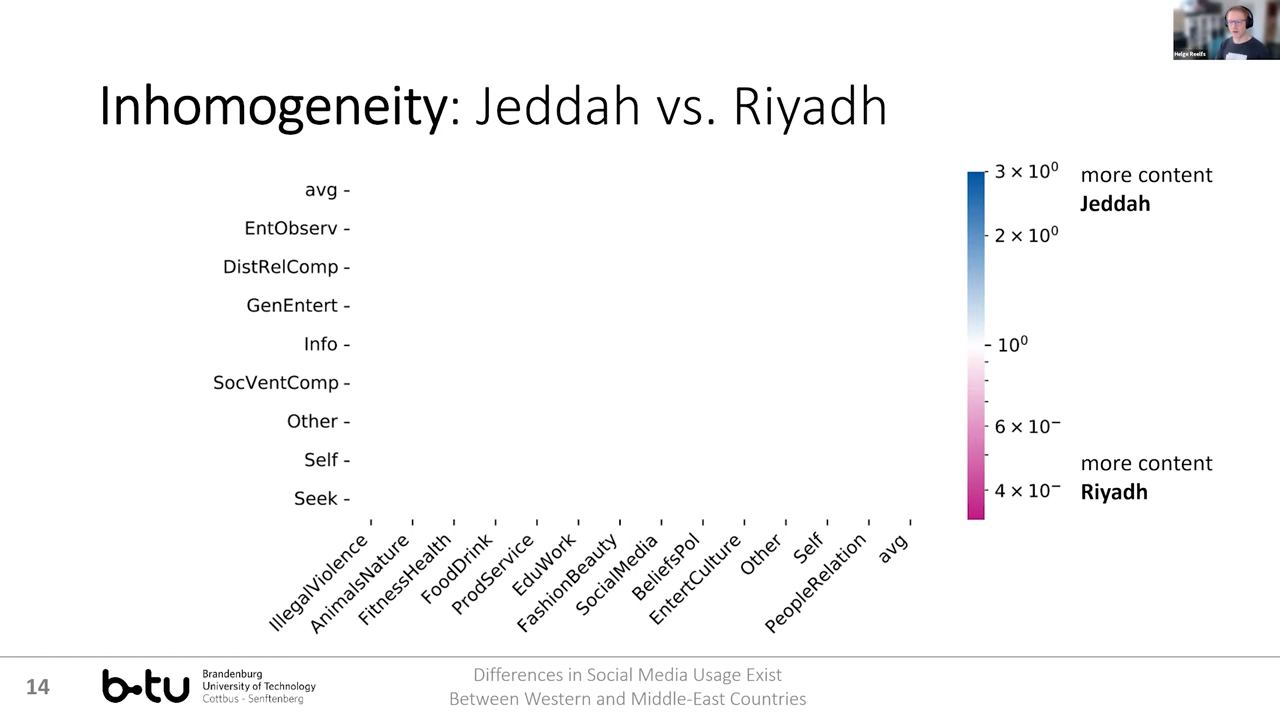 Helge Reelfs
Inhomogeneity: Jeddah vs. Riyadh
avg
EntObserv
DistRelComp
GenEntert
Info
SocVentComp
Other
Self
Seek
IllegalViolence
AnimalsNature
FitnessHealth
FoodDrink
ProdService
EduWork
FashionBeauty
SocialMedia
BeliefsPol
EntertCulture
Other
Self
PeopleRelation
avg
3 × 10⁰
2 × 10⁰
10⁰
6 × 10⁻
4 × 10⁻
more content
Jeddah
more content
Riyadh
14
b-tu
Brandenburg
University of Technology
Cottbus - Senftenberg
Differences in Social Media Usage Exist
Between Western and Middle-East Countries